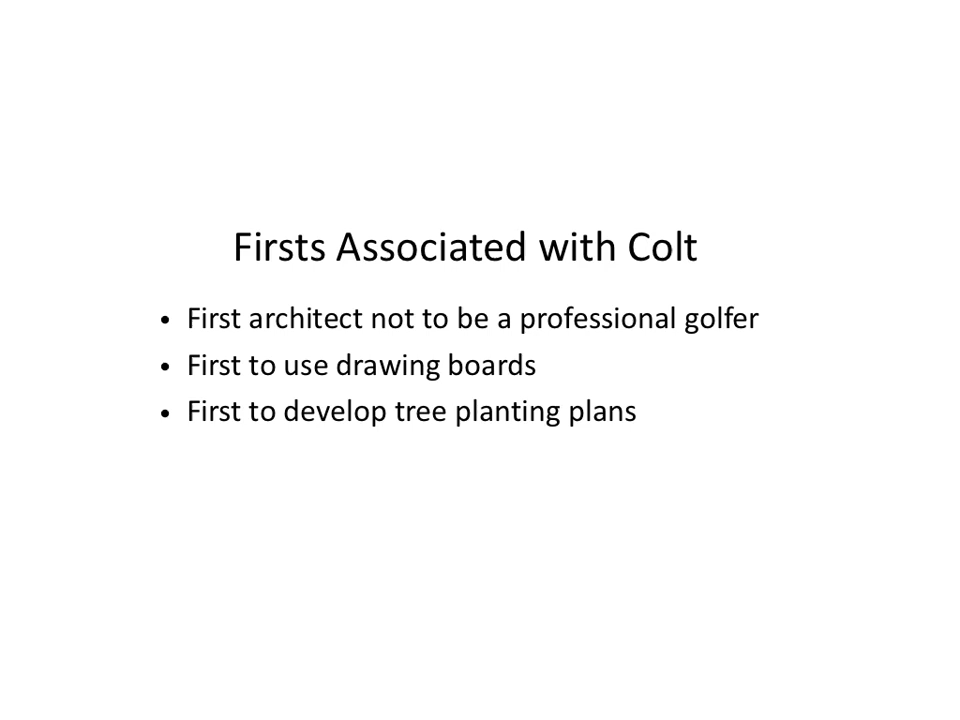 Firsts Associated with Colt
• First architect not to be a professional golfer
• First to use drawing boards
• First to develop tree planting plans